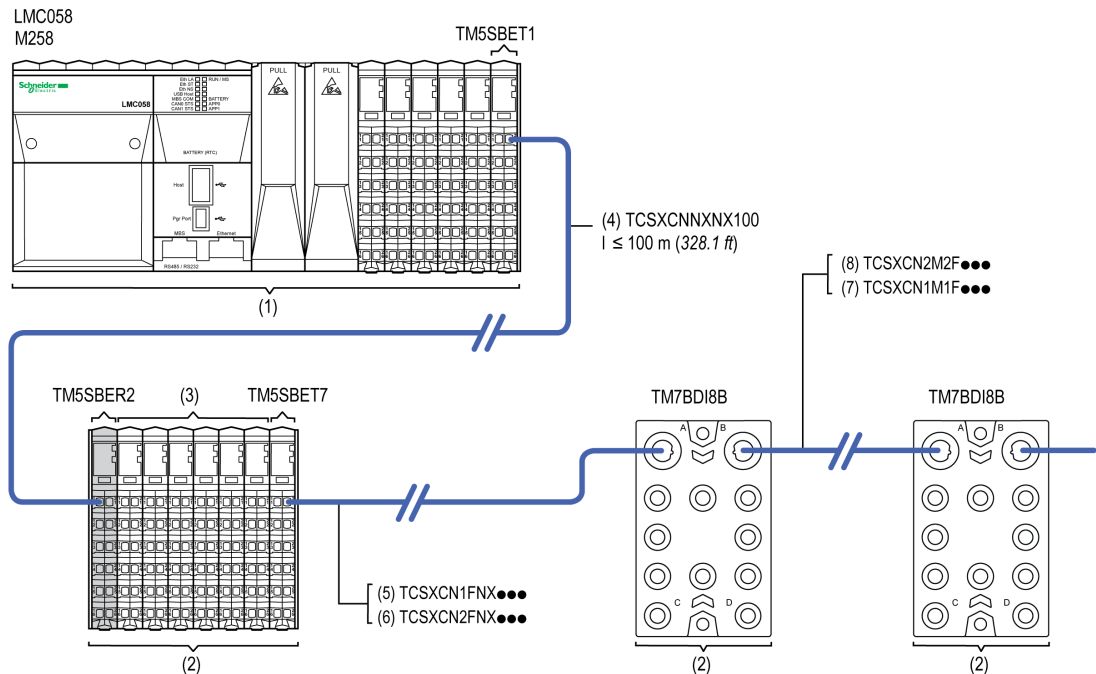 LMC058
M258
TM5SBET1
Schneider
Electric
LMC058
Eth LA RUN / MS
Eth ST
Eth NS
USB Host
MBS COM BATTERY
CAN0 STS APP0
CAN1 STS APP1
BATTERY (RTC)
Host
Pgr Port
MBS Ethernet
RS485 / RS232
PULL
PULL
(1)
(4) TCSXCNNXNX100
l ≤ 100 m (328.1 ft)
(8) TCSXCN2M2F●●●
(7) TCSXCN1M1F●●●
TM5SBER2 (3) TM5SBET7
TM7BDI8B
TM7BDI8B
A B
A B
C D
C D
(5) TCSXCN1FNX●●●
(6) TCSXCN2FNX●●●
(2)
(2)
(2)